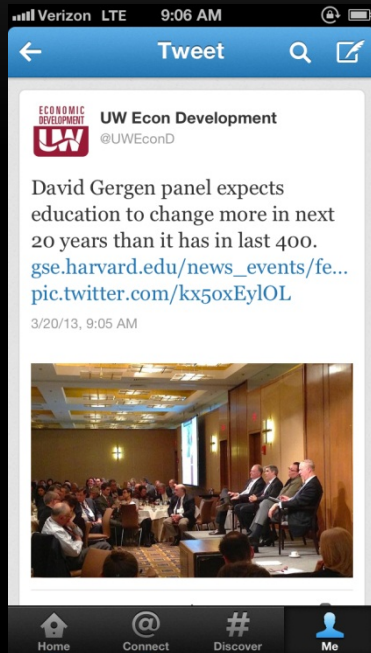 Verizon LTE 9:06 AM
Tweet
ECONOMIC
DEVELOPMENT
UW
UW Econ Development
@UWEconD
David Gergen panel expects
education to change more in next
20 years than it has in last 400.
gse.harvard.edu/news_events/fe...
pic.twitter.com/kx5oxEylOL
3/20/13, 9:05 AM
Home
@
Connect
#
Discover
Me